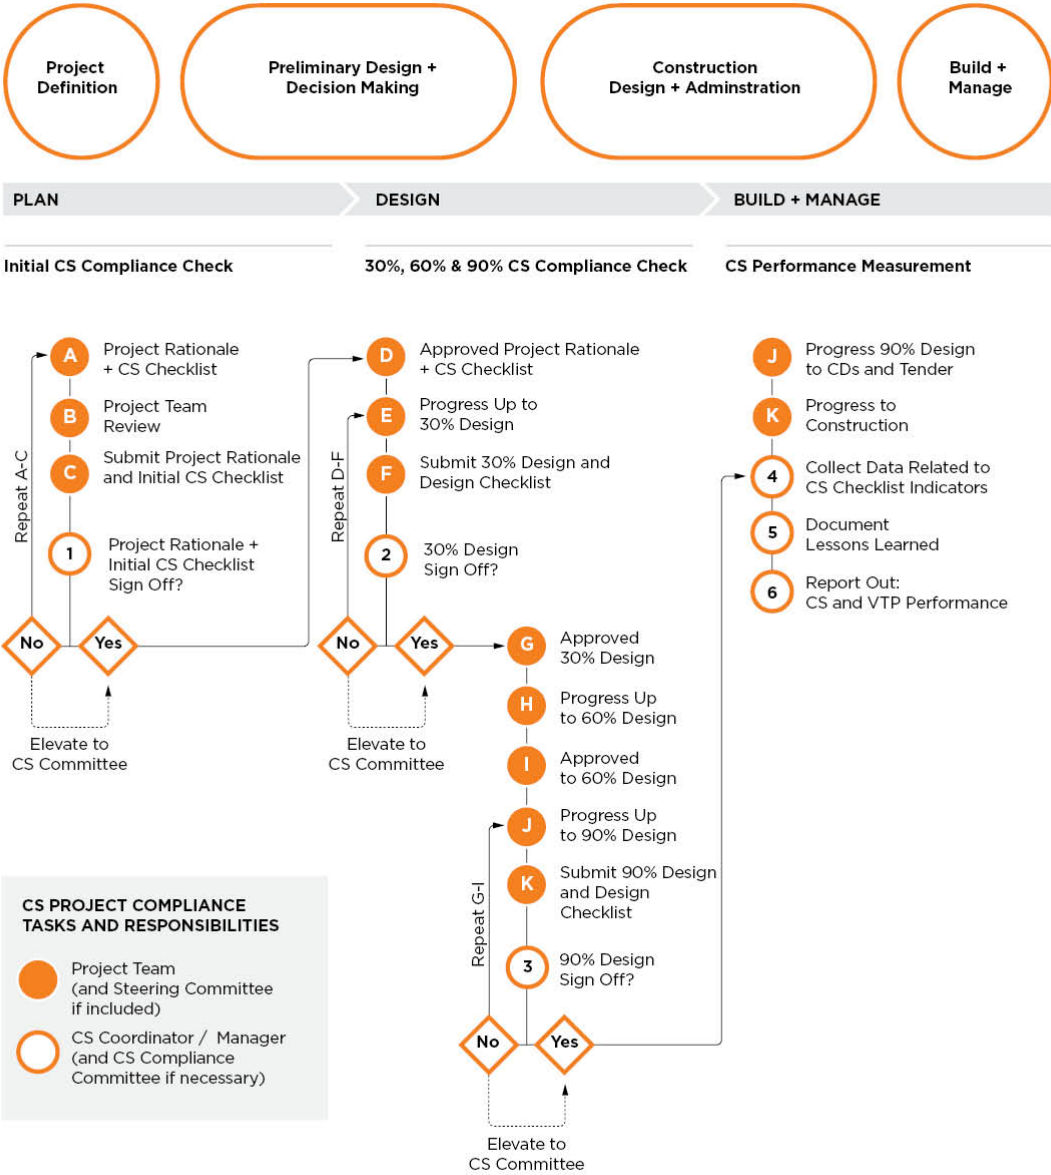 Project
Definition
Preliminary Design +
Decision Making
Construction
Design + Adminstration
Build +
Manage
PLAN
DESIGN
BUILD + MANAGE
Initial CS Compliance Check
30%, 60% & 90% CS Compliance Check
CS Performance Measurement
Repeat A-C
A
Project Rationale
+ CS Checklist
B
Project Team
Review
C
Submit Project Rationale
and Initial CS Checklist
1
Project Rationale +
Initial CS Checklist
Sign Off?
No
Yes
Elevate to
CS Committee
Repeat D-F
D
Approved Project Rationale
+ CS Checklist
E
Progress Up to
30% Design
F
Submit 30% Design and
Design Checklist
2
30% Design
Sign Off?
No
Yes
Elevate to
CS Committee
G
Approved
30% Design
H
Progress Up
to 60% Design
I
Approved
to 60% Design
Repeat G-I
J
Progress Up
to 90% Design
K
Submit 90% Design
and Design
Checklist
3
90% Design
Sign Off?
No
Yes
Elevate to
CS Committee
J
Progress 90% Design
to CDs and Tender
K
Progress to
Construction
4
Collect Data Related to
CS Checklist Indicators
5
Document
Lessons Learned
6
Report Out:
CS and VTP Performance
CS PROJECT COMPLIANCE
TASKS AND RESPONSIBILITIES
Project Team
(and Steering Committee
if included)
CS Coordinator / Manager
(and CS Compliance
Committee if necessary)